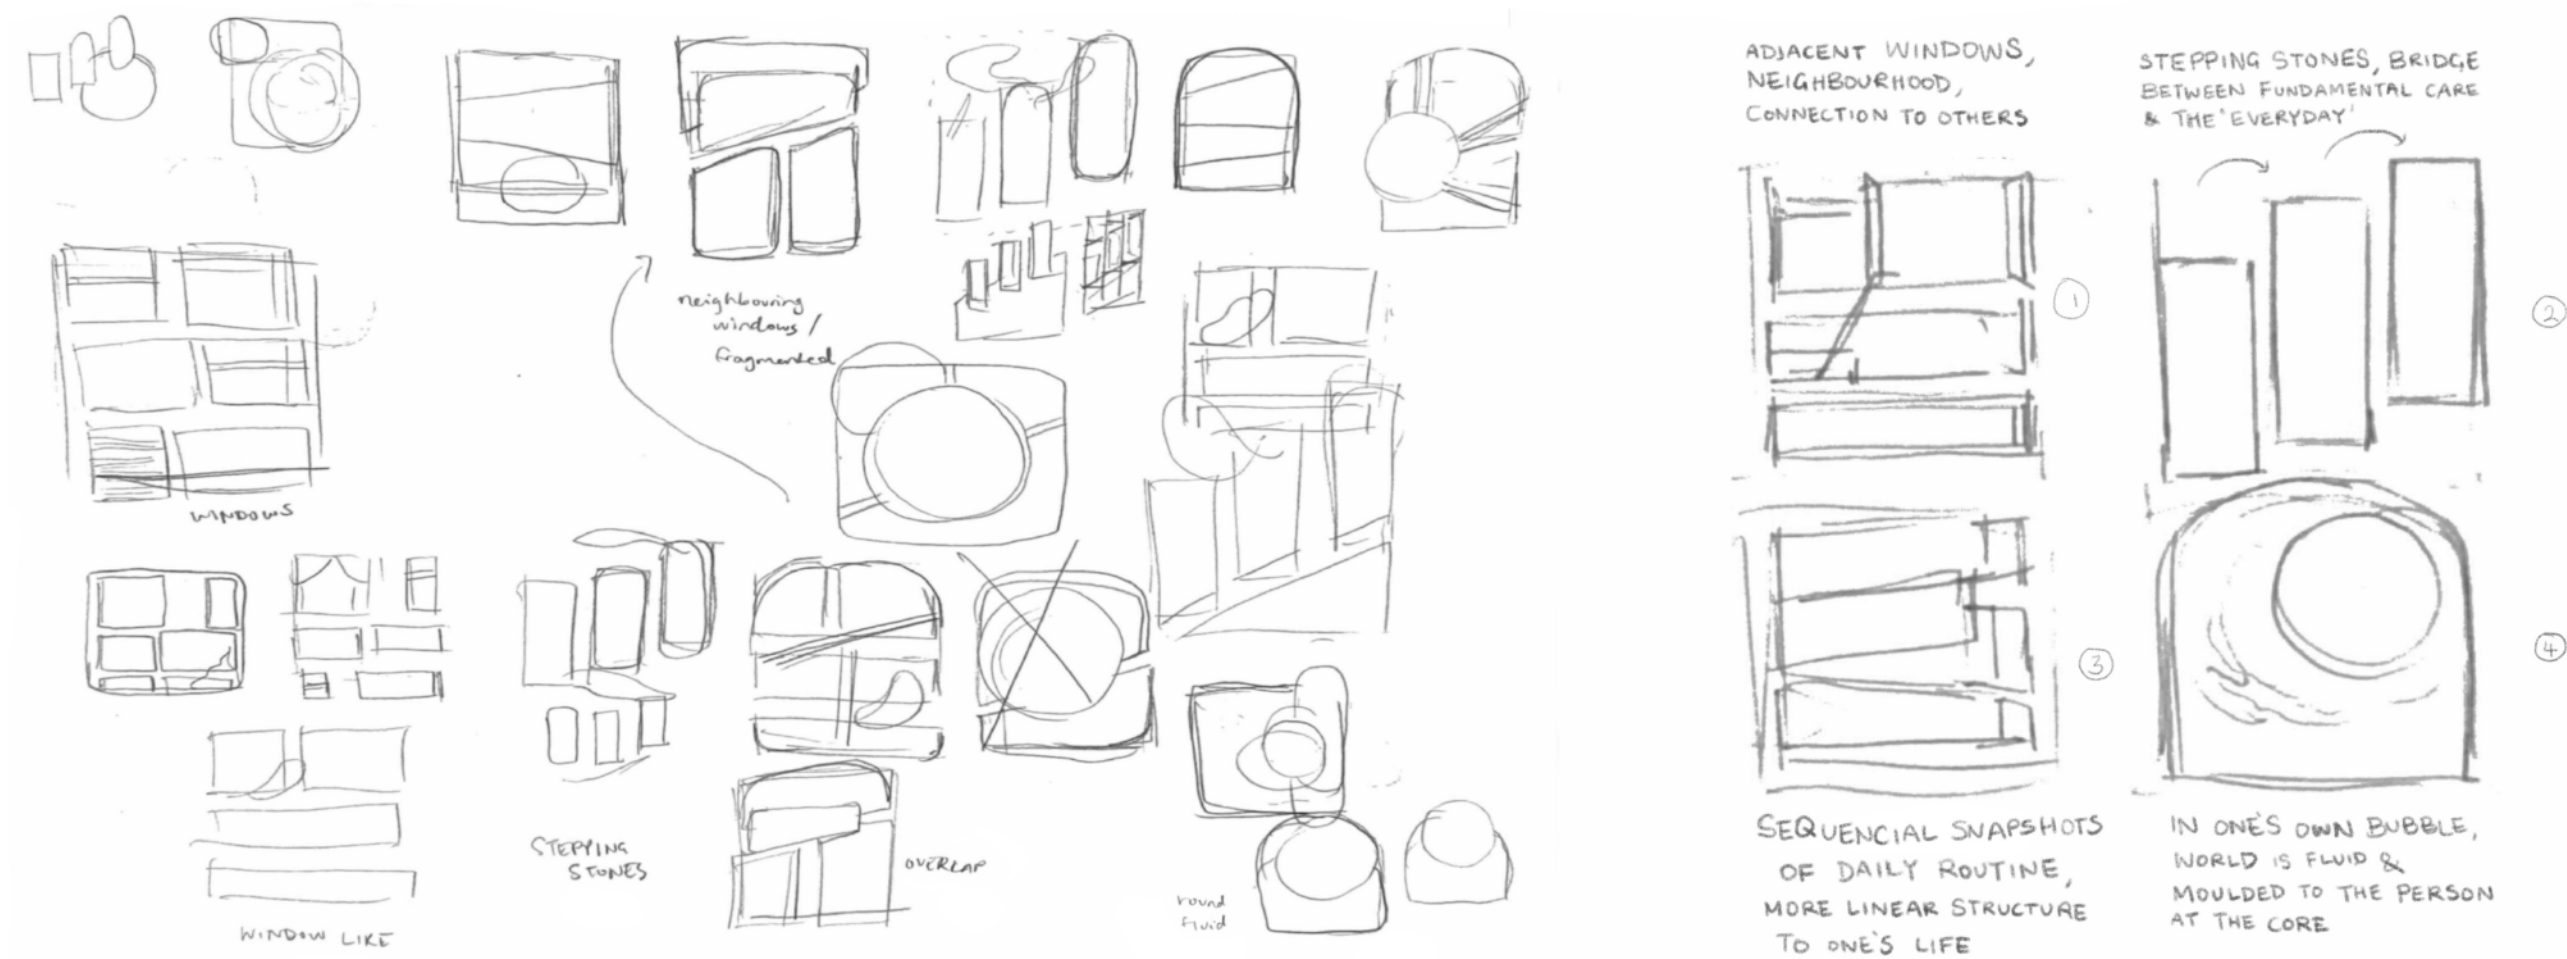 neighbouring
windows /
fragmented
WINDOWS
STEPPING
STONES
OVERLAP
round
fluid
WINDOW LIKE
ADJACENT WINDOWS,
NEIGHBOURHOOD,
CONNECTION TO OTHERS
1
STEPPING STONES, BRIDGE
BETWEEN FUNDAMENTAL CARE
& THE 'EVERYDAY'
2
3
SEQUENCIAL SNAPSHOTS
OF DAILY ROUTINE,
MORE LINEAR STRUCTURE
TO ONE'S LIFE
4
IN ONE'S OWN BUBBLE,
WORLD IS FLUID &
MOULDED TO THE PERSON
AT THE CORE